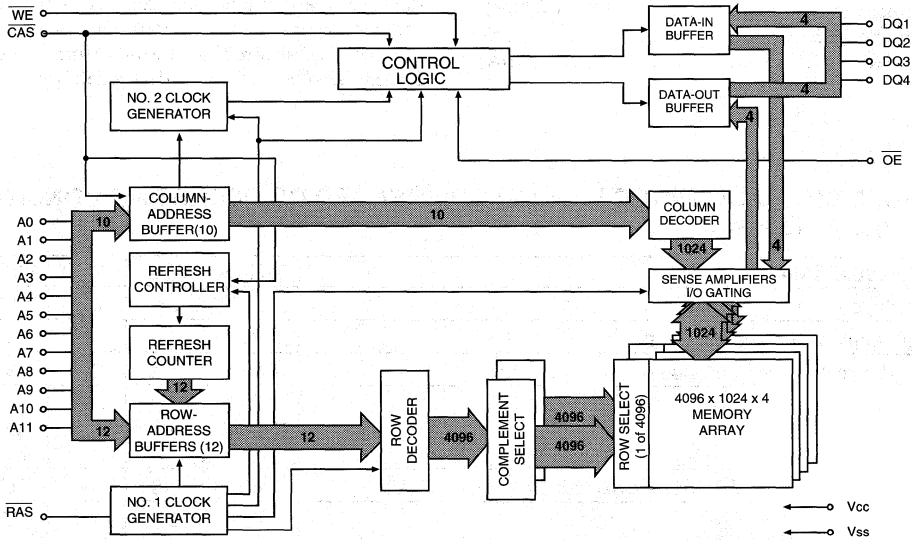 WE
CAS
CONTROL
LOGIC
DATA-IN
BUFFER
4
DQ1
DQ2
DQ3
DQ4
NO. 2 CLOCK
GENERATOR
DATA-OUT
BUFFER
4
4
OE
COLUMN-
ADDRESS
BUFFER(10)
10
10
COLUMN
DECODER
1024
4
A0
A1
A2
A3
A4
A5
A6
A7
A8
A9
A10
A11
REFRESH
CONTROLLER
SENSE AMPLIFIERS
I/O GATING
1024
REFRESH
COUNTER
12
12
ROW-
ADDRESS
BUFFERS (12)
12
ROW
DECODER
4096
COMPLEMENT
SELECT
4096
4096
ROW SELECT
(1 of 4096)
4096 x 1024 x 4
MEMORY
ARRAY
RAS
NO. 1 CLOCK
GENERATOR
Vcc
Vss